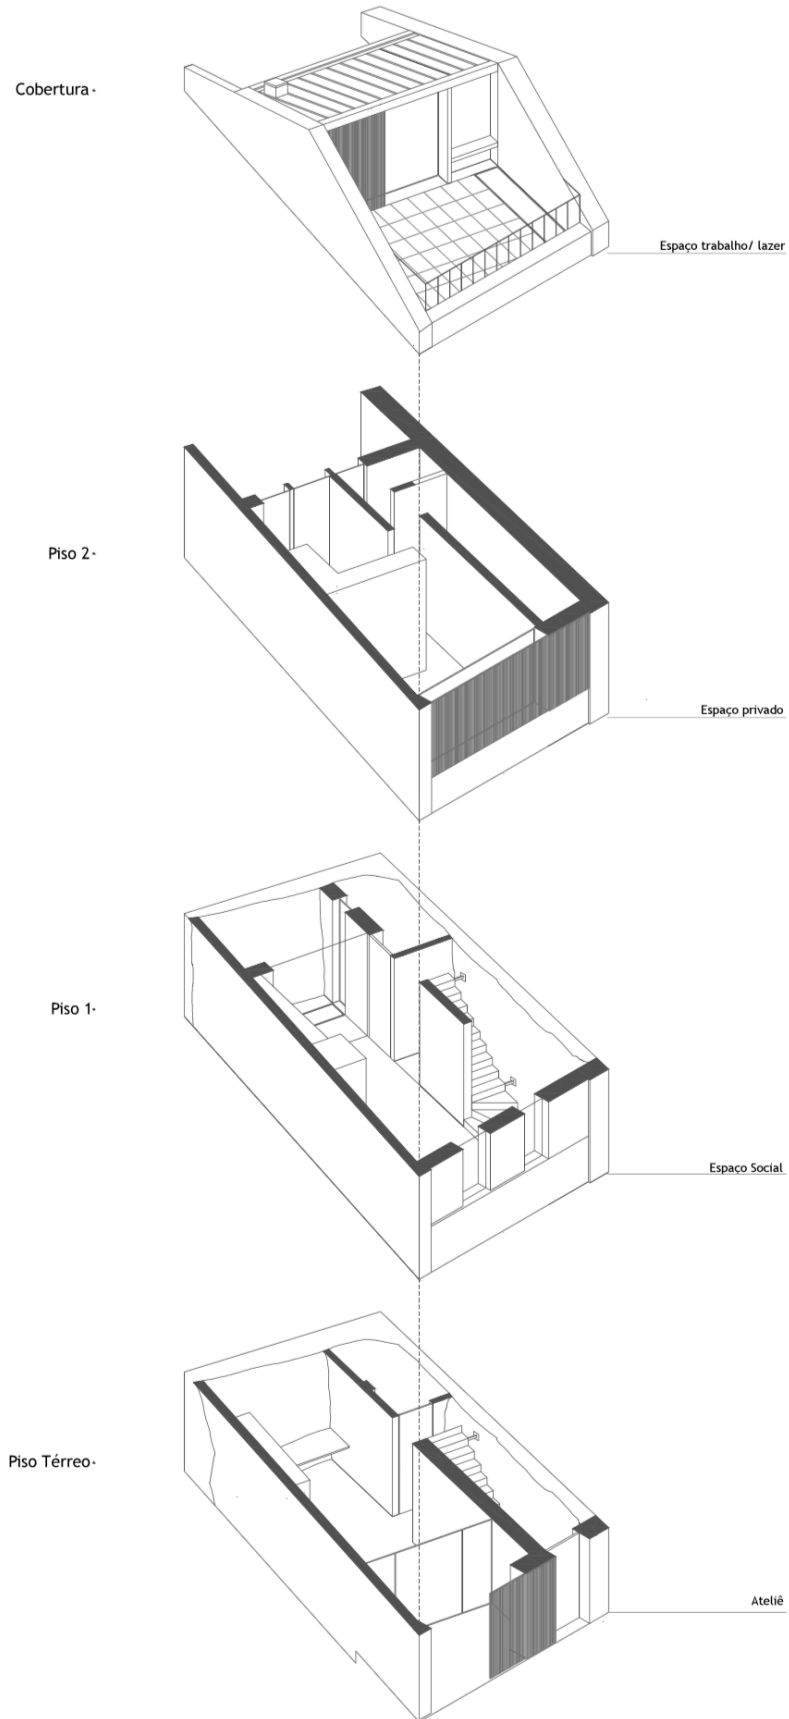 Cobertura·
Espaço trabalho/ lazer
Piso 2·
Espaço privado
Piso 1·
Espaço Social
Piso Térreo·
Ateliê